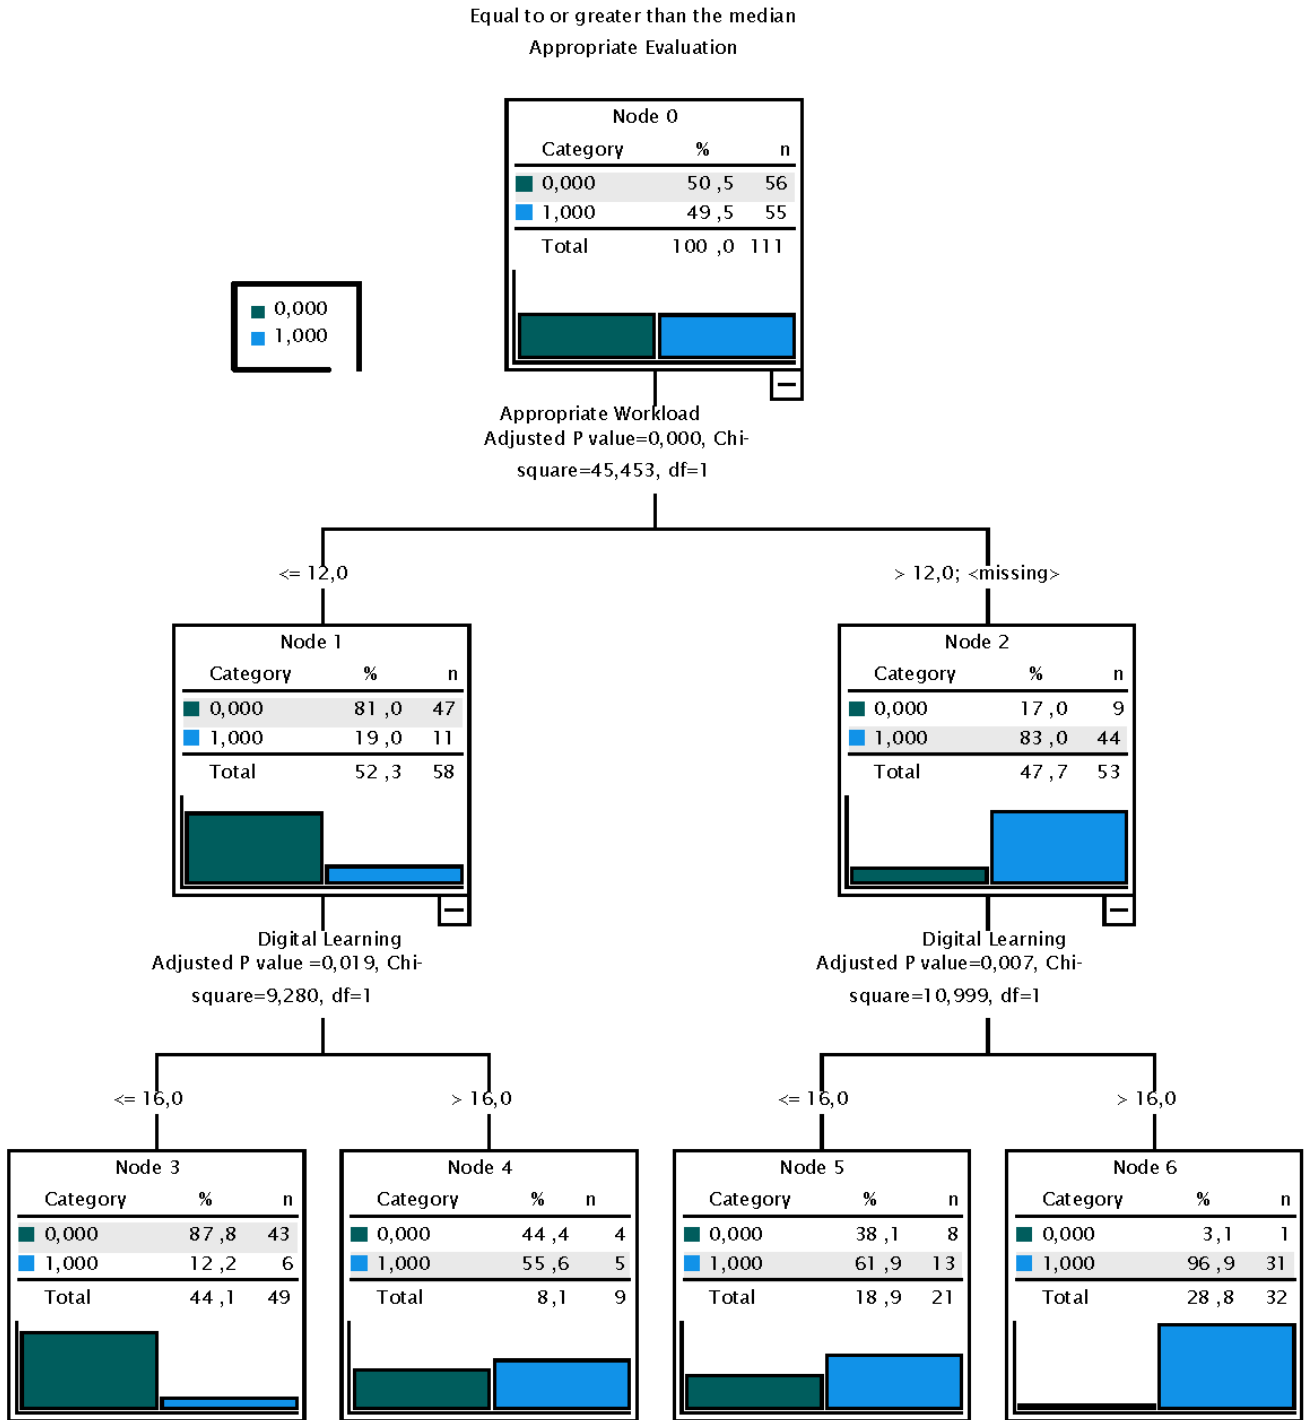 Equal to or greater than the median
Appropriate Evaluation
Node 0
Category % n
0,000 50 ,5 56
1,000 49 ,5 55
Total 100 ,0 111
0,000
1,000
Appropriate Workload
Adjusted P value=0,000, Chi-
square=45,453, df=1
<= 12,0
> 12,0; <missing>
Node 1
Category % n
0,000 81 ,0 47
1,000 19 ,0 11
Total 52 ,3 58
Node 2
Category % n
0,000 17 ,0 9
1,000 83 ,0 44
Total 47 ,7 53
Digital Learning
Adjusted P value =0,019, Chi-
square=9,280, df=1
Digital Learning
Adjusted P value=0,007, Chi-
square=10,999, df=1
<= 16,0
> 16,0
<= 16,0
> 16,0
Node 3
Category % n
0,000 87 ,8 43
1,000 12 ,2 6
Total 44 ,1 49
Node 4
Category % n
0,000 44 ,4 4
1,000 55 ,6 5
Total 8,1 9
Node 5
Category % n
0,000 38 ,1 8
1,000 61 ,9 13
Total 18 ,9 21
Node 6
Category % n
0,000 3,1 1
1,000 96 ,9 31
Total 28 ,8 32